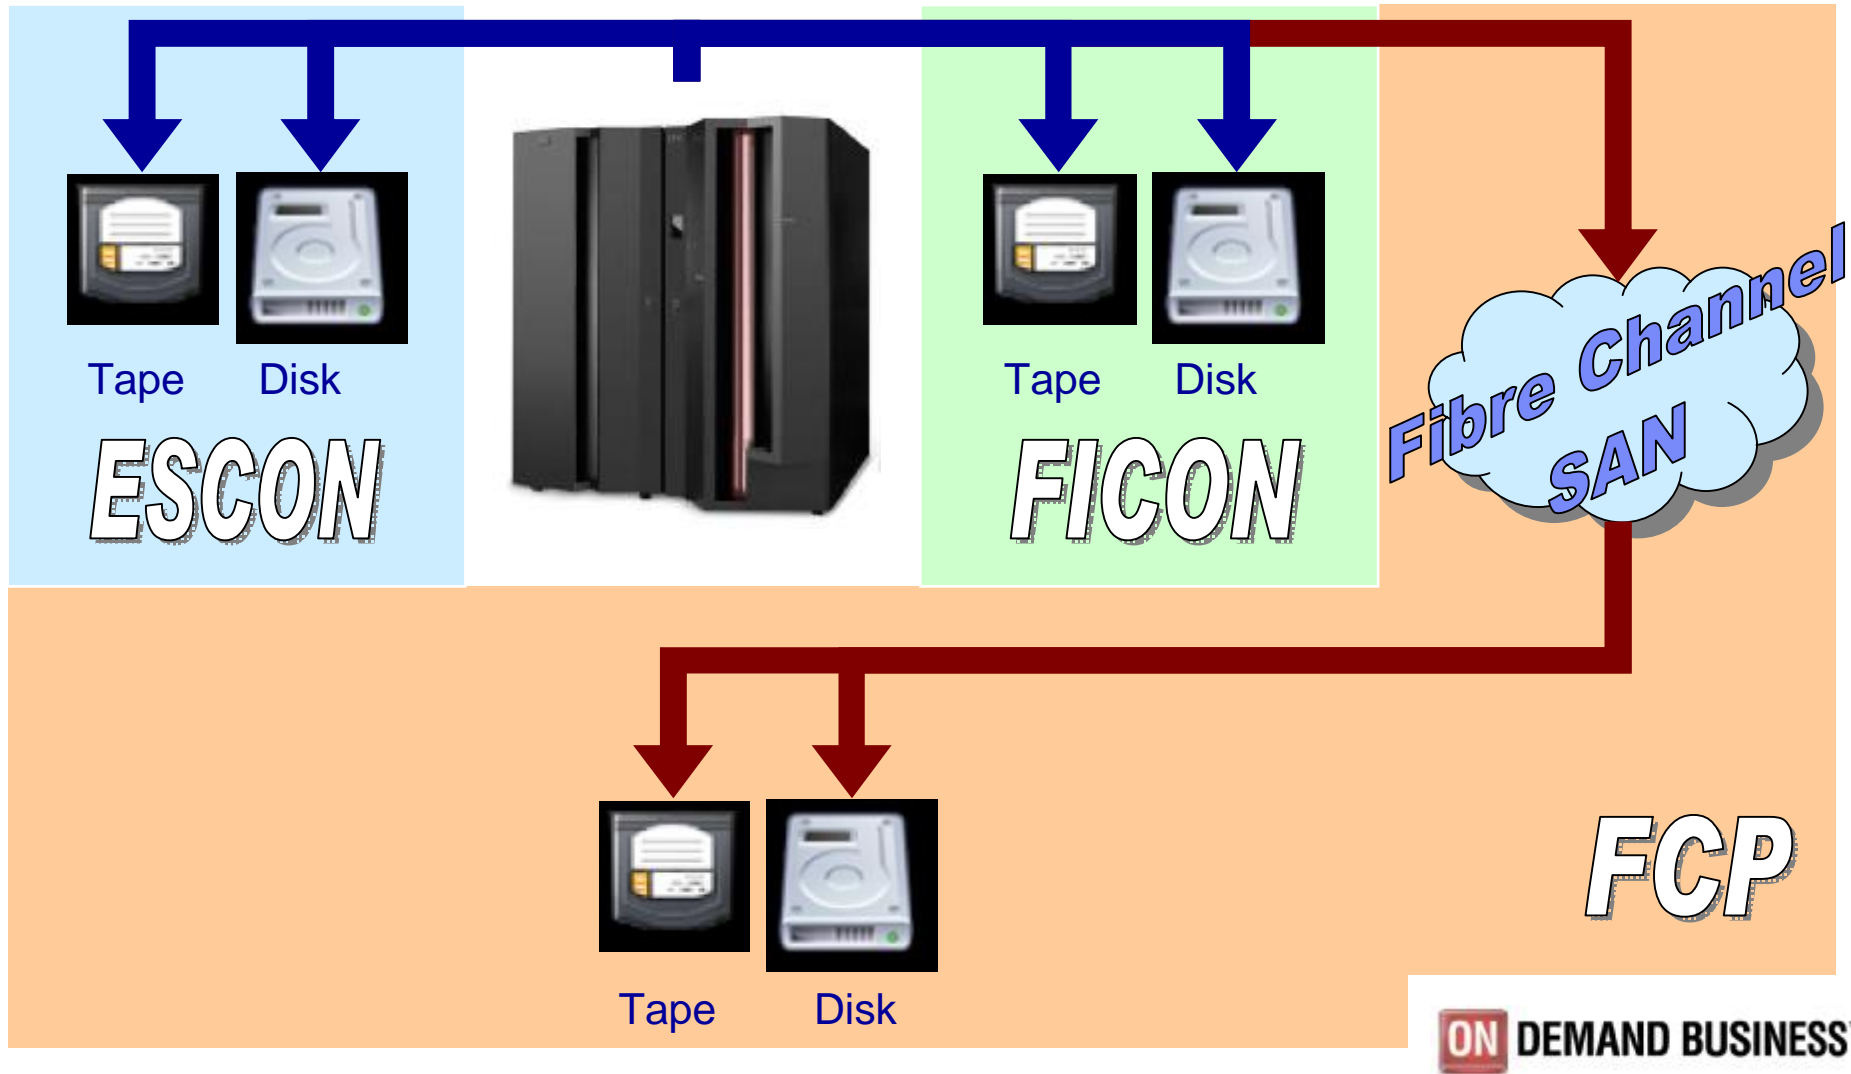 Tape Disk
ESCON
Tape Disk
FICON
Fibre Channel
SAN
Tape Disk
FCP
ON DEMAND BUSINESS